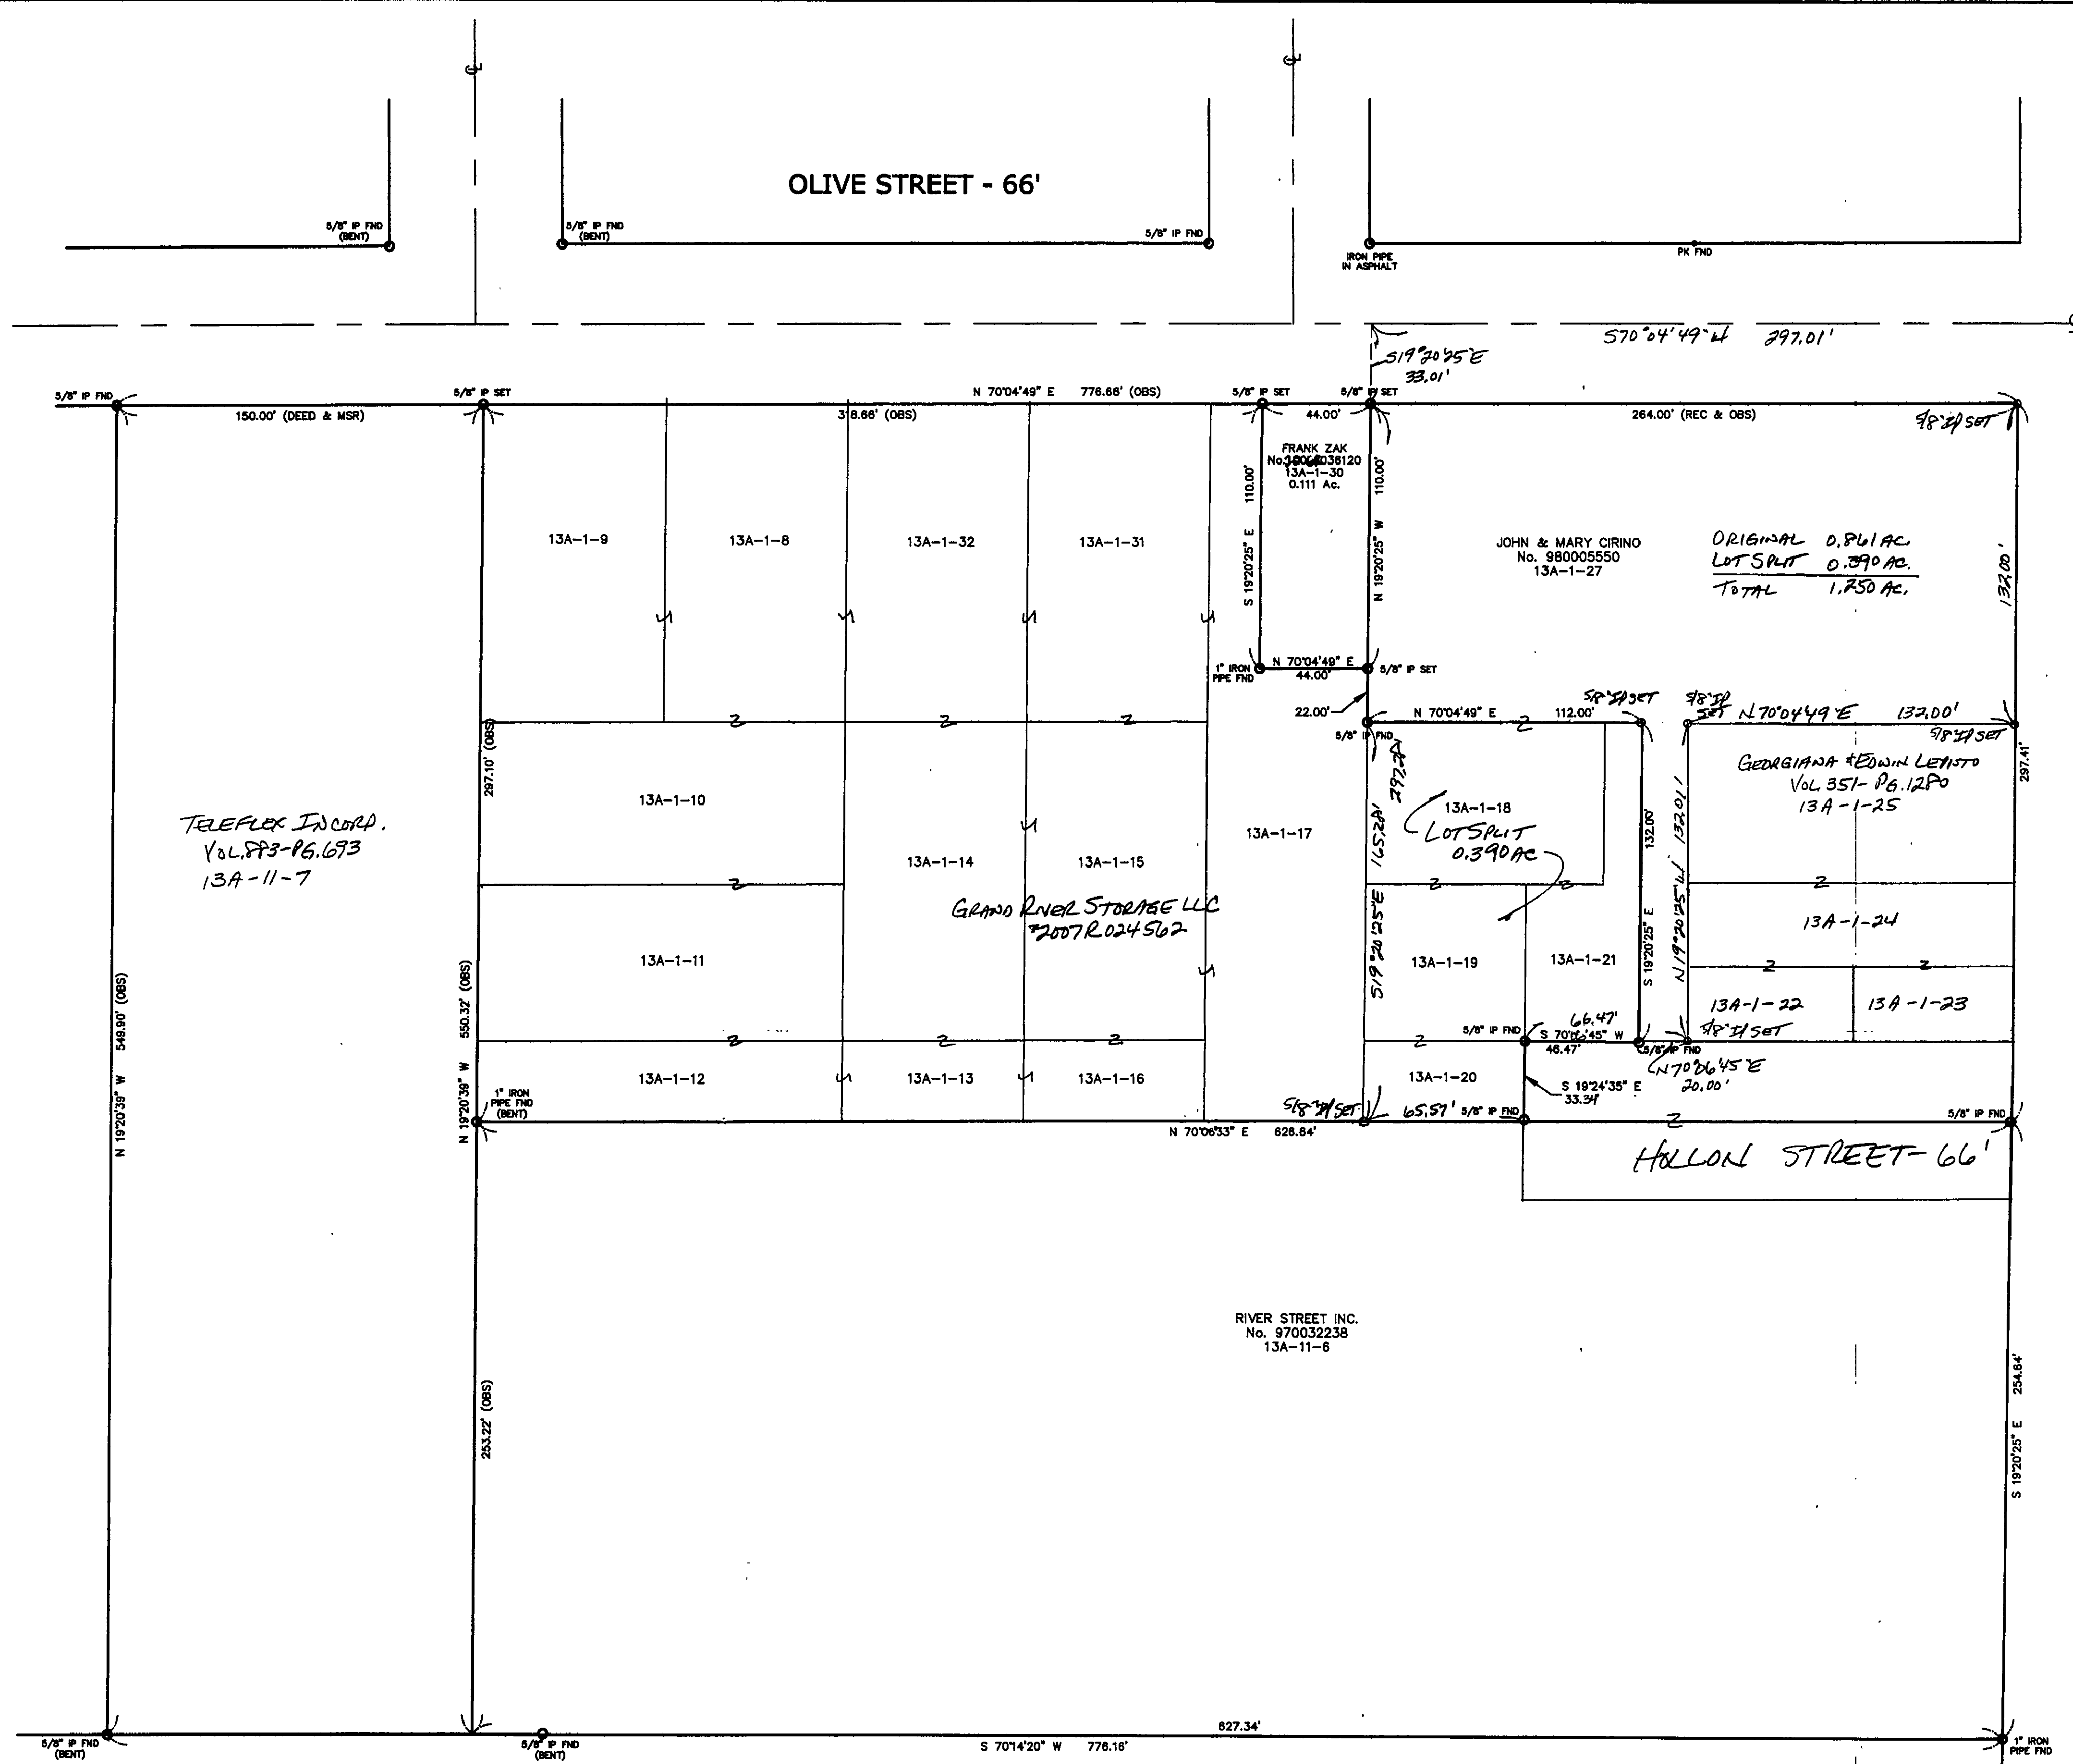 OLIVE STREET - 66'
5/8" IP FND
(BENT)
5/8" IP FND
(BENT)
5/8" IP FND
IRON PIPE
IN ASPHALT
PK FND
S70°04'49"W 297.01'
S19°20'25"E
33.01'
5/8" IP FND
150.00' (DEED & MSR)
5/8" IP SET
N 70°04'49" E 776.66' (OBS)
318.66' (OBS)
5/8" IP SET
44.00'
5/8" IP SET
264.00' (REC & OBS)
5/8" IP SET
FRANK ZAK
13A-1-30
0.111 Ac.
S 19°20'25" E 110.00'
N 19°20'25" W 110.00'
13A-1-9
13A-1-8
13A-1-32
13A-1-31
JOHN & MARY CIRINO
No. 980005550
13A-1-27
ORIGINAL 0.861 AC.
LOT SPLIT 0.390 AC.
TOTAL 1.250 AC.
132.00'
1" IRON
PIPE FND
N 70°04'49" E
44.00'
5/8" IP SET
22.00'
5/8" IP FND
N 70°04'49" E 112.00'
5/8" IP SET
5/8" IP
SET
N70°04'49"E 132.00'
5/8" IP SET
297.10' (OBS)
13A-1-10
13A-1-14
13A-1-15
13A-1-17
S19°20'25"E 165.28'
297.28'
13A-1-18
LOT SPLIT
0.390 AC
S 19°20'25" E 132.00'
N19°20'25"W 132.01'
GEORGIANA & EDWIN LEPISTO
VOL. 351-PG. 1280
13A-1-25
297.41'
TELEFLEX INCORP.
VOL. 883-PG. 693
13A-11-7
GRAND RIVER STORAGE LLC
#2007R024562
13A-1-11
13A-1-19
13A-1-21
13A-1-24
13A-1-22
13A-1-23
5/8" IP SET
N 19°20'39" W 549.90' (OBS)
N 19°20'39" W 550.32' (OBS)
5/8" IP FND
66.47'
S 70°06'45" W
46.47'
5/8" IP FND
N70°06'45"E
20.00'
13A-1-12
13A-1-13
13A-1-16
13A-1-20
S 19°24'35" E
33.34'
1" IRON
PIPE FND
(BENT)
5/8" IP SET
65.57'
5/8" IP FND
5/8" IP FND
N 70°06'33" E 626.64'
HOLLON STREET-66'
RIVER STREET INC.
No. 970032238
13A-11-6
253.22' (OBS)
S 19°20'25" E 254.64'
5/8" IP FND
(BENT)
5/8" IP FND
(BENT)
627.34'
S 70°14'20" W 776.16'
1" IRON
PIPE FND